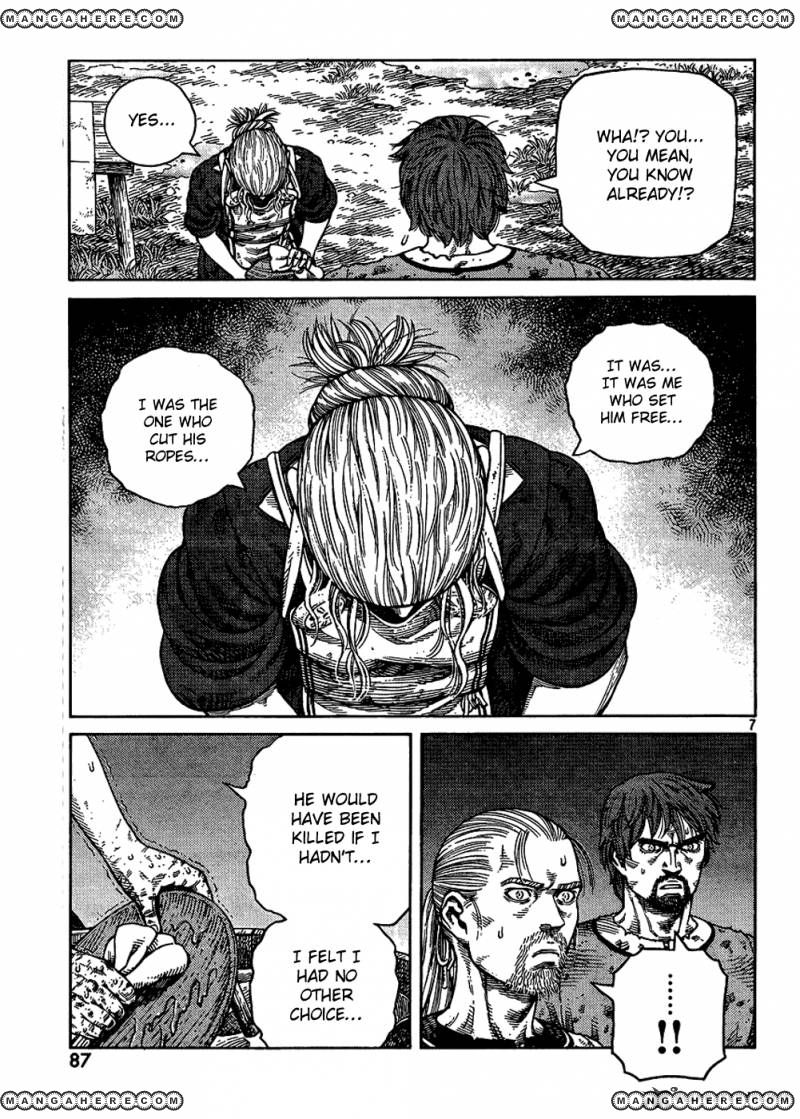 MANGAHERE.COM
MANGAHERE.COM
WHA!? YOU...
YOU MEAN,
YOU KNOW
ALREADY!?
YES...
IT WAS...
IT WAS ME
WHO SET
HIM FREE...
I WAS THE
ONE WHO
CUT HIS
ROPES...
7
......
!!
HE WOULD
HAVE BEEN
KILLED IF I
HADN'T...
I FELT I
HAD NO
OTHER
CHOICE...
87
MANGAHERE.COM
MANGAHERE.COM